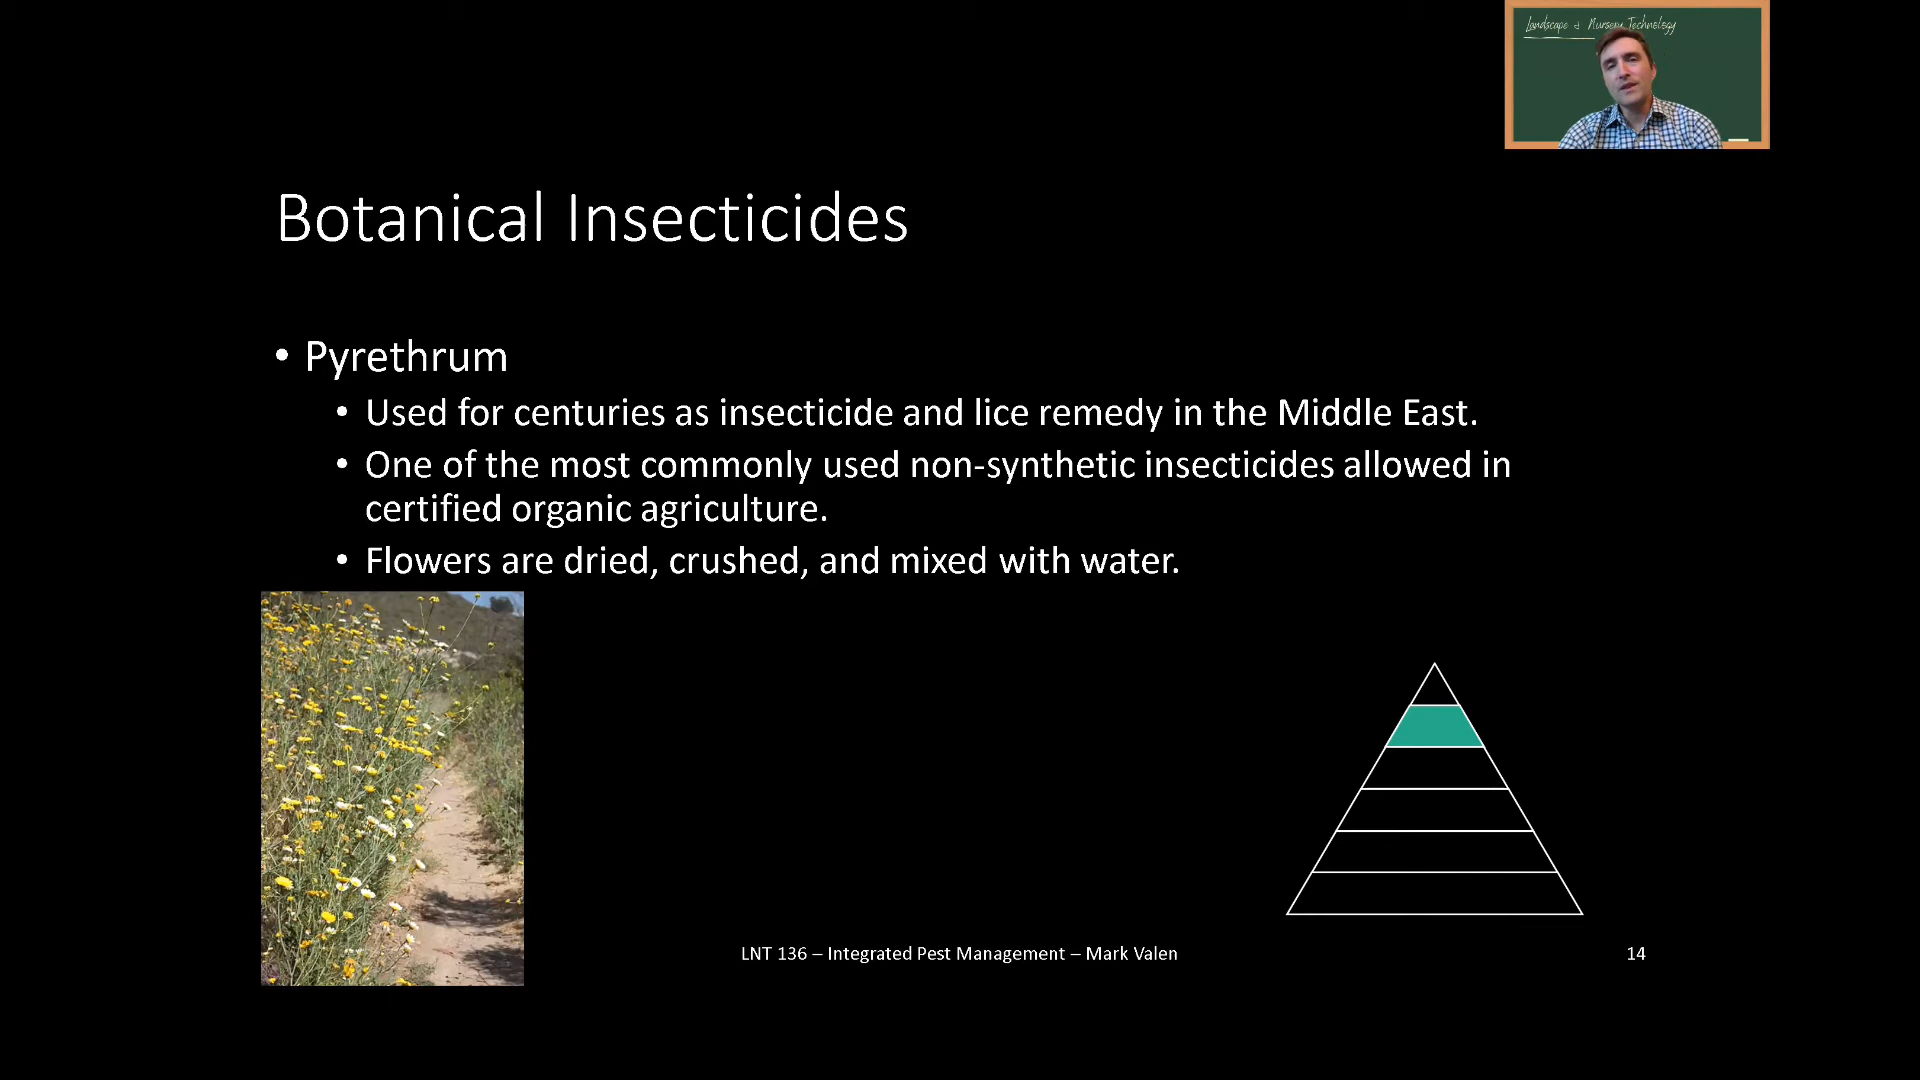 Landscape & Nursery Technology
Botanical Insecticides
• Pyrethrum
• Used for centuries as insecticide and lice remedy in the Middle East.
• One of the most commonly used non-synthetic insecticides allowed in
certified organic agriculture.
• Flowers are dried, crushed, and mixed with water.
LNT 136 – Integrated Pest Management – Mark Valen
14